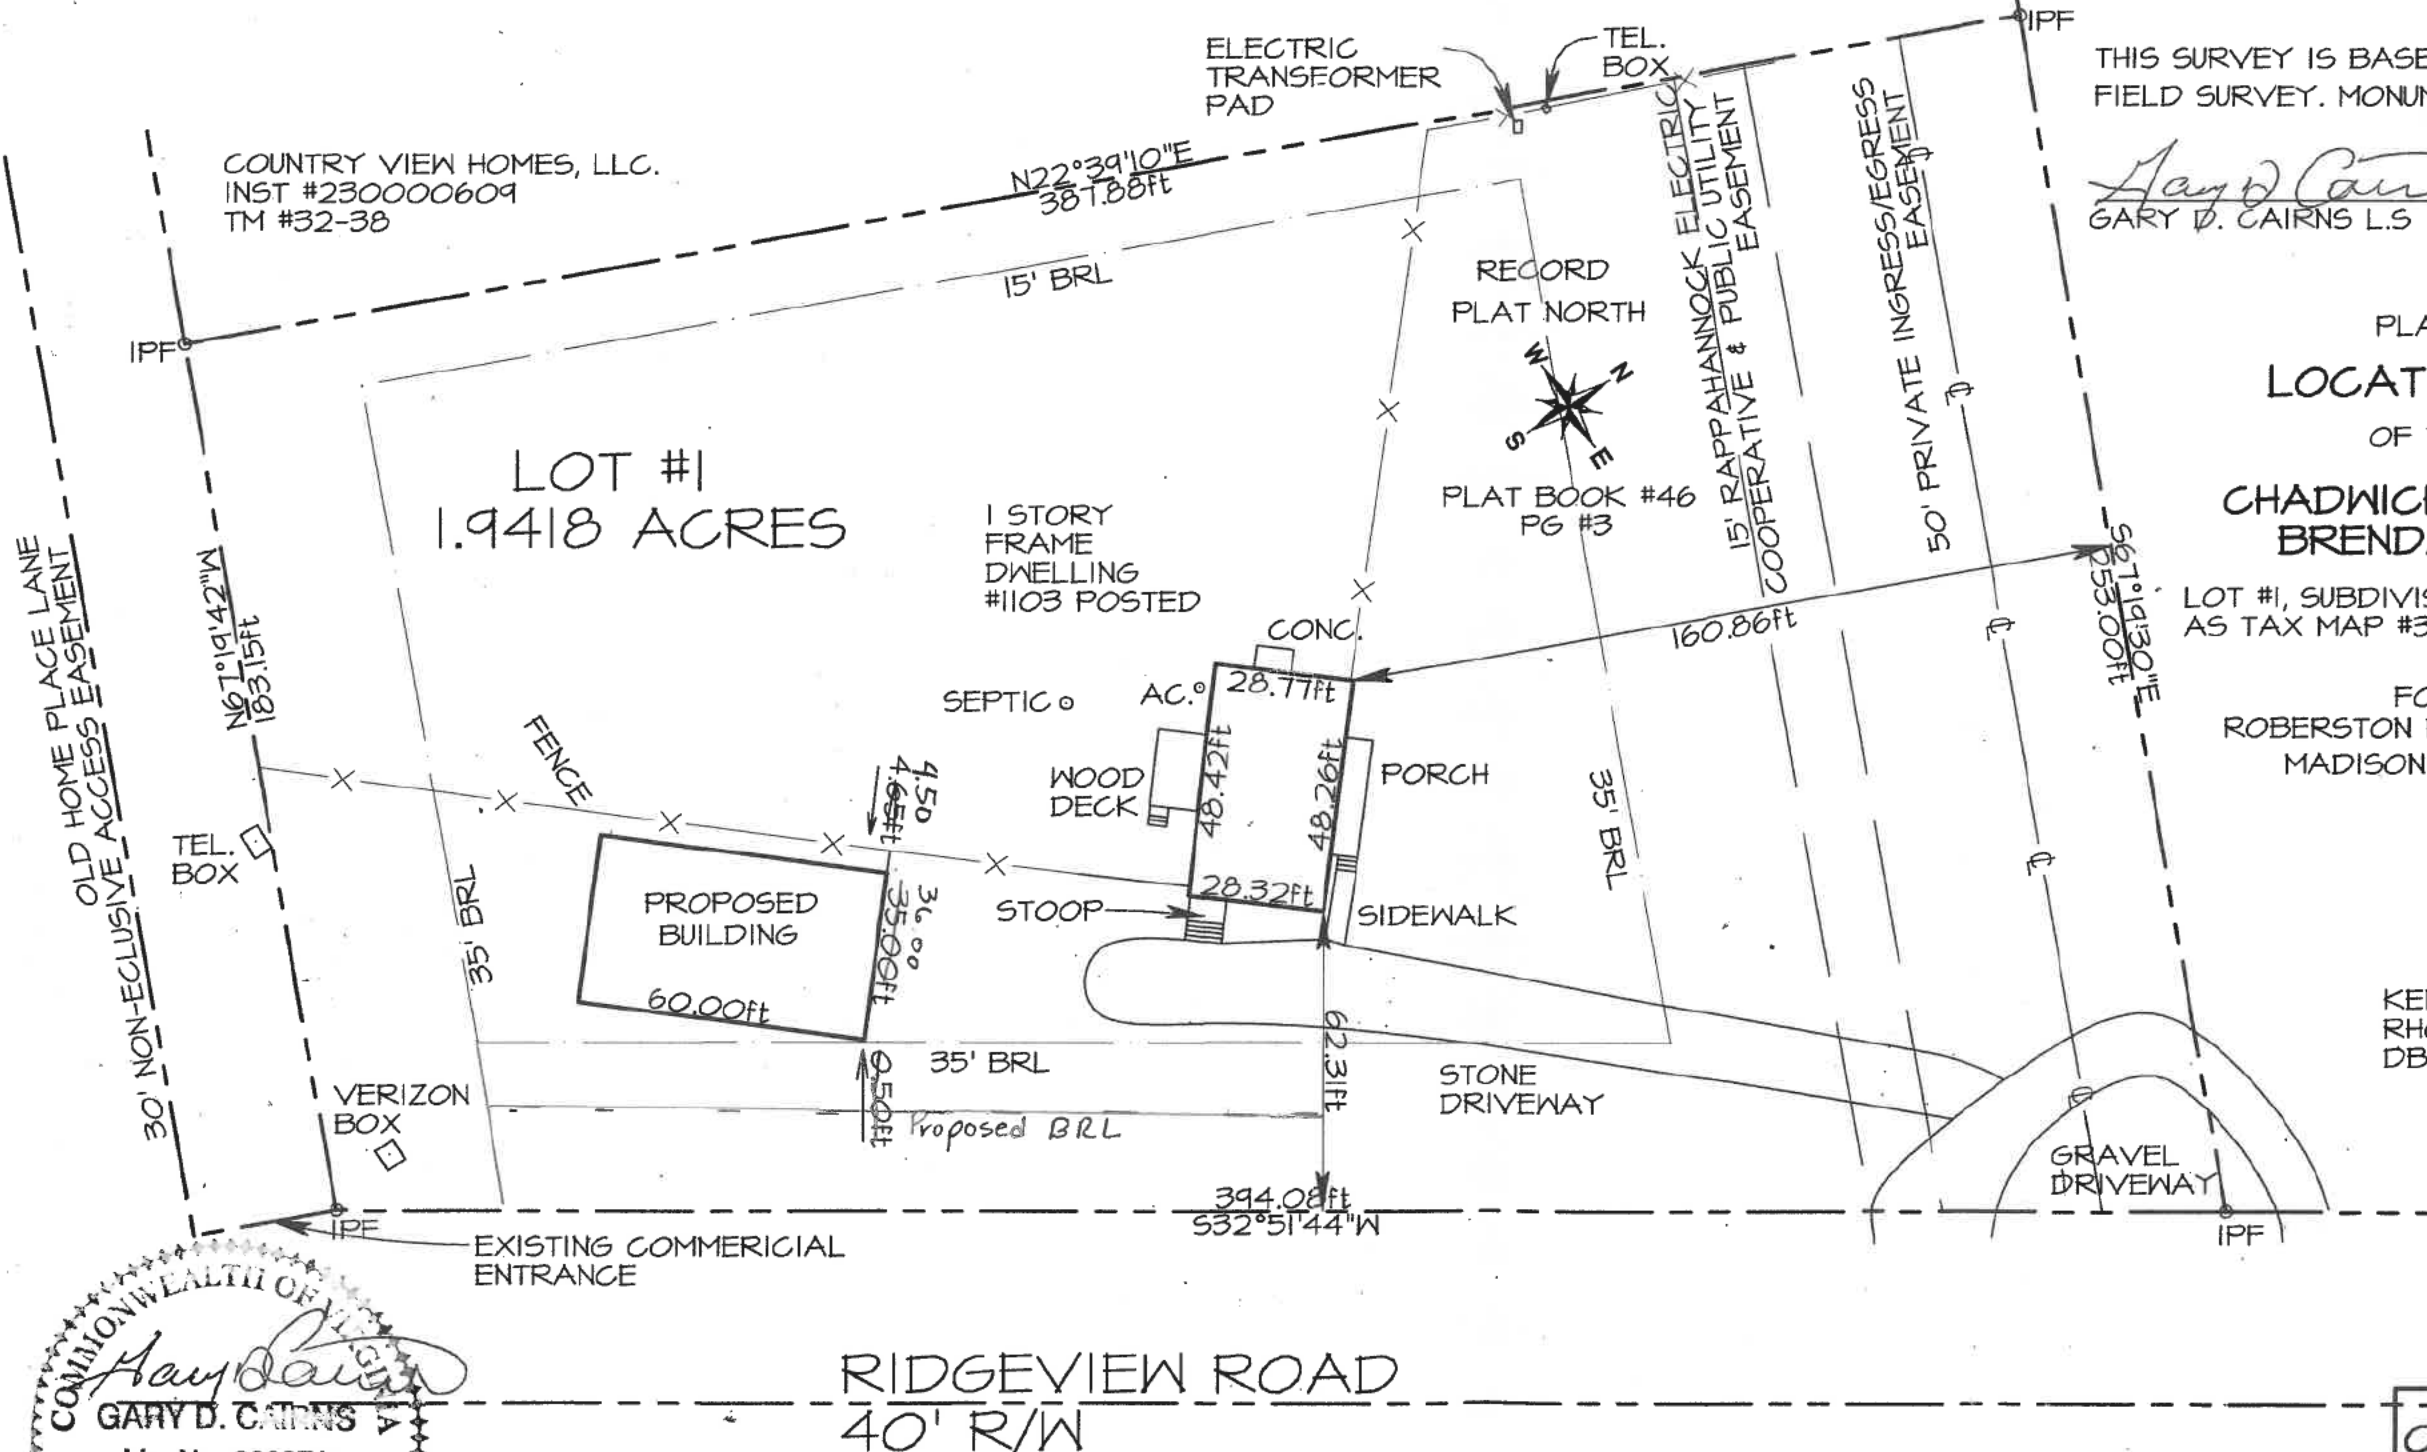 ELECTRIC
TRANSFORMER
PAD
TEL.
BOX
IPF
THIS SURVEY IS BASE
FIELD SURVEY. MONUM
GARY D. CAIRNS L.S
COUNTRY VIEW HOMES, LLC.
INST #230000609
TM #32-38
N22°39'10"E
387.88ft
15' BRL
IPF
RECORD
PLAT NORTH
W
N
S
E
PLAT BOOK #46
PG #3
15' RAPPAHANNOCK ELECTRIC
COOPERATIVE & PUBLIC UTILITY
EASEMENT
50' PRIVATE INGRESS/EGRESS
EASEMENT
PLA
LOCAT
OF
CHADWICK
BREND
LOT #1, SUBDIVIS
AS TAX MAP #3
FO
ROBERSTON
MADISON
S67°19'30"E
253.00ft
160.86ft
LOT #1
1.9418 ACRES
1 STORY
FRAME
DWELLING
#1103 POSTED
CONC.
28.77ft
SEPTIC
AC.
48.42ft
48.26ft
WOOD
DECK
PORCH
28.32ft
STOOP
SIDEWALK
35' BRL
OLD HOME PLACE LANE
30' NON-ECLUSIVE ACCESS EASEMENT
N67°19'42"W
183.15ft
FENCE
4.50
4.65ft
TEL.
BOX
35' BRL
PROPOSED
BUILDING
36.00
35.00ft
60.00ft
35' BRL
0.50ft
Proposed BRL
62.31ft
STONE
DRIVEWAY
GRAVEL
DRIVEWAY
VERIZON
BOX
KE
RH
DB
IPF
394.08ft
S32°51'44"W
IPF
EXISTING COMMERICIAL
ENTRANCE
COMMONWEALTH OF VIRGINIA
GARY D. CAIRNS
RIDGEVIEW ROAD
40' R/W